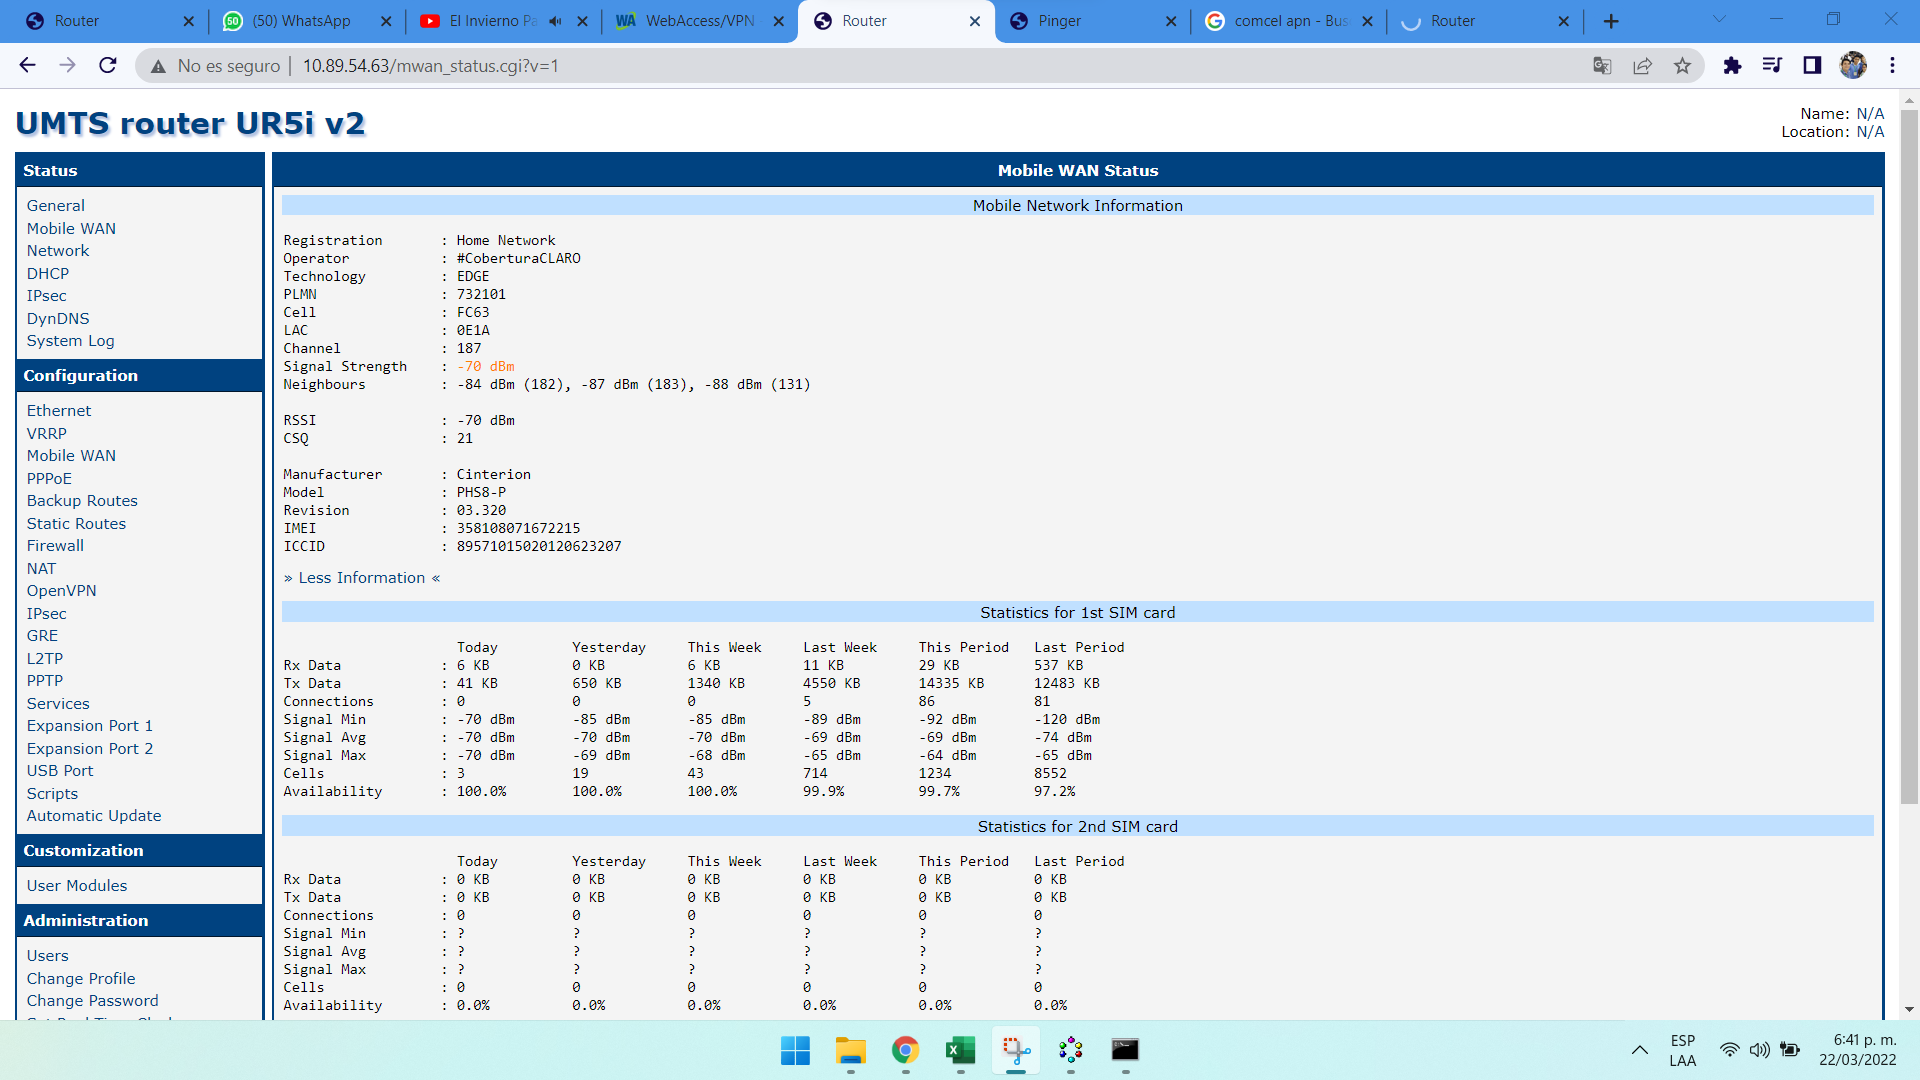 Router
(50) WhatsApp
El Invierno Pa
WebAccess/VPN
Router
Pinger
comcel apn - Bus
Router
No es seguro | 10.89.54.63/mwan_status.cgi?v=1
UMTS router UR5i v2
Name: N/A
Location: N/A
Status
General
Mobile WAN
Network
DHCP
IPsec
DynDNS
System Log
Configuration
Ethernet
VRRP
Mobile WAN
PPPoE
Backup Routes
Static Routes
Firewall
NAT
OpenVPN
IPsec
GRE
L2TP
PPTP
Services
Expansion Port 1
Expansion Port 2
USB Port
Scripts
Automatic Update
Customization
User Modules
Administration
Users
Change Profile
Change Password
Mobile WAN Status
Mobile Network Information
Registration : Home Network
Operator : #CoberturaCLARO
Technology : EDGE
PLMN : 732101
Cell : FC63
LAC : 0E1A
Channel : 187
Signal Strength : -70 dBm
Neighbours : -84 dBm (182), -87 dBm (183), -88 dBm (131)
RSSI : -70 dBm
CSQ : 21
Manufacturer : Cinterion
Model : PHS8-P
Revision : 03.320
IMEI : 358108071672215
ICCID : 89571015020120623207
» Less Information «
Statistics for 1st SIM card
Today Yesterday This Week Last Week This Period Last Period
Rx Data : 6 KB 0 KB 6 KB 11 KB 29 KB 537 KB
Tx Data : 41 KB 650 KB 1340 KB 4550 KB 14335 KB 12483 KB
Connections : 0 0 0 5 86 81
Signal Min : -70 dBm -85 dBm -85 dBm -89 dBm -92 dBm -120 dBm
Signal Avg : -70 dBm -70 dBm -70 dBm -69 dBm -69 dBm -74 dBm
Signal Max : -70 dBm -69 dBm -68 dBm -65 dBm -64 dBm -65 dBm
Cells : 3 19 43 714 1234 8552
Availability : 100.0% 100.0% 100.0% 99.9% 99.7% 97.2%
Statistics for 2nd SIM card
Today Yesterday This Week Last Week This Period Last Period
Rx Data : 0 KB 0 KB 0 KB 0 KB 0 KB 0 KB
Tx Data : 0 KB 0 KB 0 KB 0 KB 0 KB 0 KB
Connections : 0 0 0 0 0 0
Signal Min : ? ? ? ? ? ?
Signal Avg : ? ? ? ? ? ?
Signal Max : ? ? ? ? ? ?
Cells : 0 0 0 0 0 0
Availability : 0.0% 0.0% 0.0% 0.0% 0.0% 0.0%
ESP
LAA
6:41 p. m.
22/03/2022